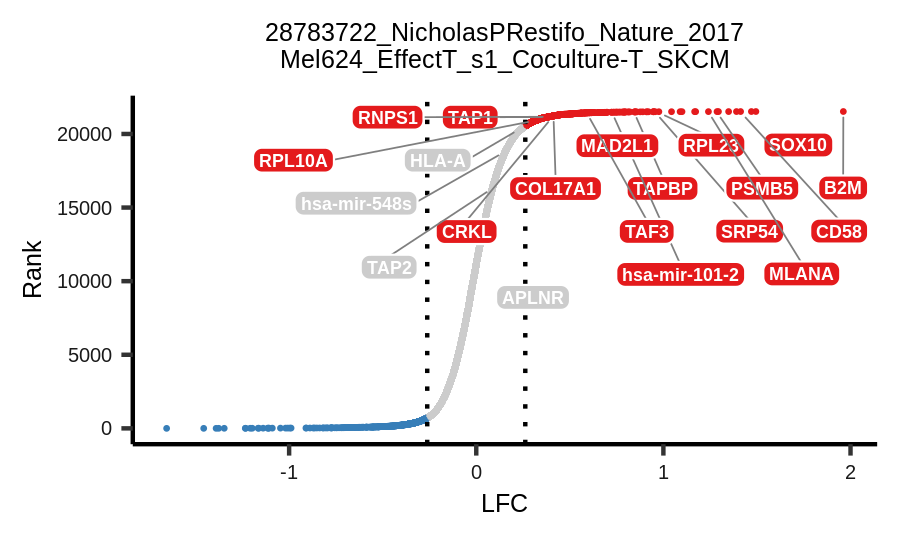 28783722_NicholasPRestifo_Nature_2017
Mel624_EffectT_s1_Coculture-T_SKCM
Rank
20000
15000
10000
5000
0
RNPS1
TAP1
RPL10A
HLA-A
MAD2L1
RPL23
SOX10
hsa-mir-548s
COL17A1
TAPBP
PSMB5
B2M
CRKL
TAF3
SRP54
CD58
TAP2
hsa-mir-101-2
MLANA
APLNR
-1
0
1
2
LFC